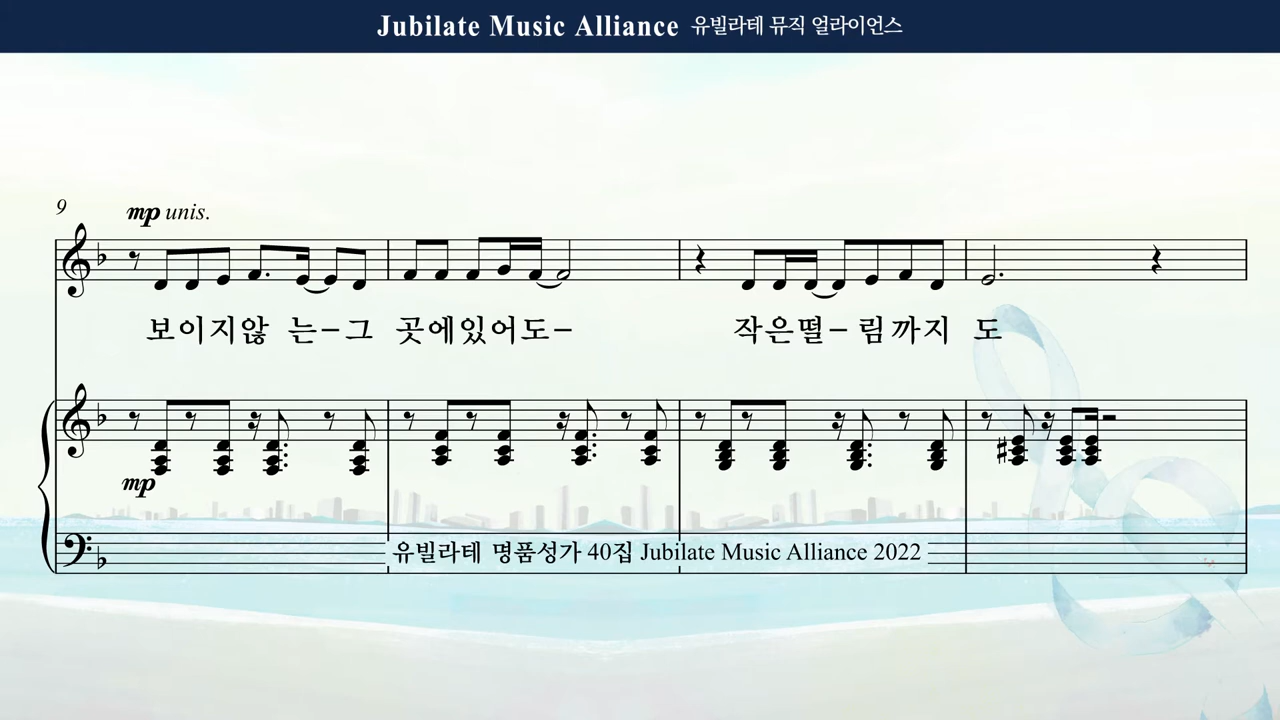 Jubilate Music Alliance 유빌라테 뮤직 얼라이언스
9
mp unis.
보이지않 는-그 곳에있어도- 작은떨-림까지 도
mp
유빌라테 명품성가 40집 Jubilate Music Alliance 2022